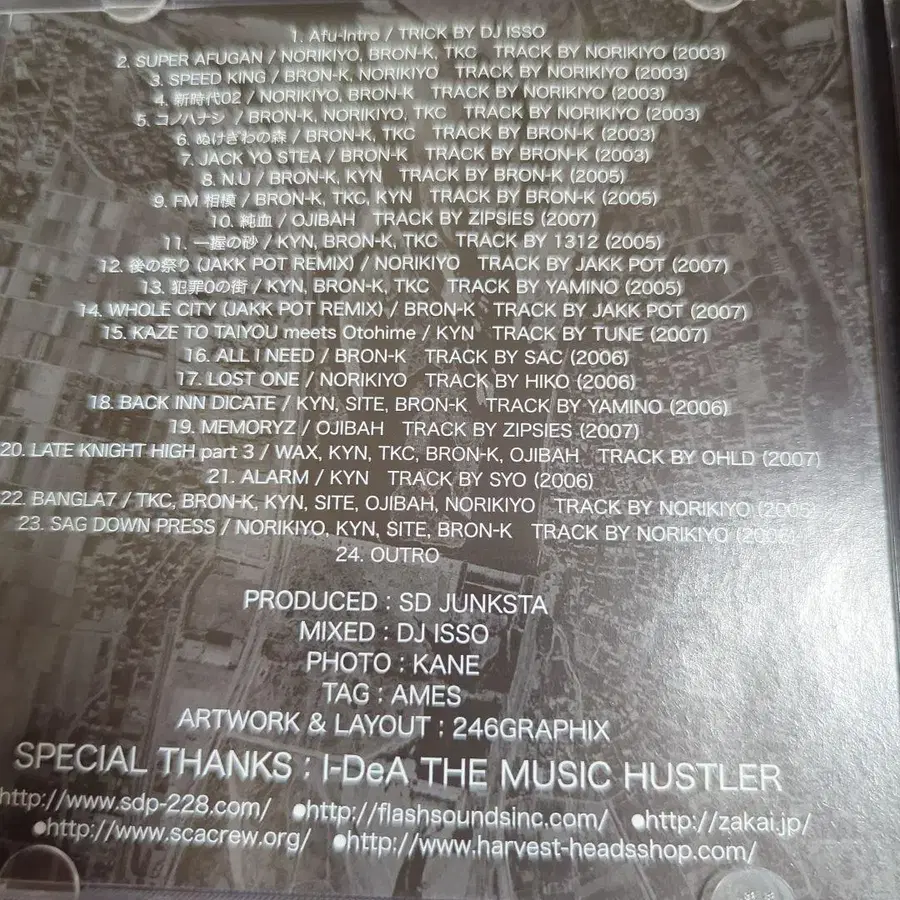 1. Afu-Intro / TRICK BY DJ ISSO
2. SUPER AFUGAN / NORIKIYO, BRON-K, TKC TRACK BY NORIKIYO (2003)
3. SPEED KING / BRON-K, NORIKIYO TRACK BY NORIKIYO (2003)
4. 新時代02 / NORIKIYO, BRON-K TRACK BY NORIKIYO (2003)
5. コノハナシ / BRON-K, NORIKIYO, TKC TRACK BY NORIKIYO (2003)
6. ぬけぎわの森 / BRON-K, TKC TRACK BY BRON-K (2003)
7. JACK YO STEA / BRON-K TRACK BY BRON-K (2003)
8. N.U / BRON-K, KYN TRACK BY BRON-K (2005)
9. FM 相模 / BRON-K, TKC, KYN TRACK BY BRON-K (2005)
10. 純血 / OJIBAH TRACK BY ZIPSIES (2007)
11. 一握の砂 / KYN, BRON-K, TKC TRACK BY 1312 (2005)
12. 後の祭り (JAKK POT REMIX) / NORIKIYO TRACK BY JAKK POT (2007)
13. 犯罪0の街 / KYN, BRON-K, TKC TRACK BY YAMINO (2005)
14. WHOLE CITY (JAKK POT REMIX) / BRON-K TRACK BY JAKK POT (2007)
15. KAZE TO TAIYOU meets Otohime / KYN TRACK BY TUNE (2007)
16. ALL I NEED / BRON-K TRACK BY SAC (2006)
17. LOST ONE / NORIKIYO TRACK BY HIKO (2006)
18. BACK INN DICATE / KYN, SITE, BRON-K TRACK BY YAMINO (2006)
19. MEMORYZ / OJIBAH TRACK BY ZIPSIES (2007)
20. LATE KNIGHT HIGH part 3 / WAX, KYN, TKC, BRON-K, OJIBAH TRACK BY OHLD (2007)
21. ALARM / KYN TRACK BY SYO (2006)
22. BANGLA7 / TKC, BRON-K, KYN, SITE, OJIBAH, NORIKIYO TRACK BY NORIKIYO
23. SAG DOWN PRESS / NORIKIYO, KYN, SITE, BRON-K TRACK BY NORIKIYO
24. OUTRO
PRODUCED : SD JUNKSTA
MIXED : DJ ISSO
PHOTO : KANE
TAG : AMES
ARTWORK & LAYOUT : 246GRAPHIX
SPECIAL THANKS : I-DeA THE MUSIC HUSTLER
http://www.sdp-228.com/ ●http://flashsoundsinc.com/ ●http://zakai.jp/
●http://www.scacrew.org/ ●http://www.harvest-headsshop.com/